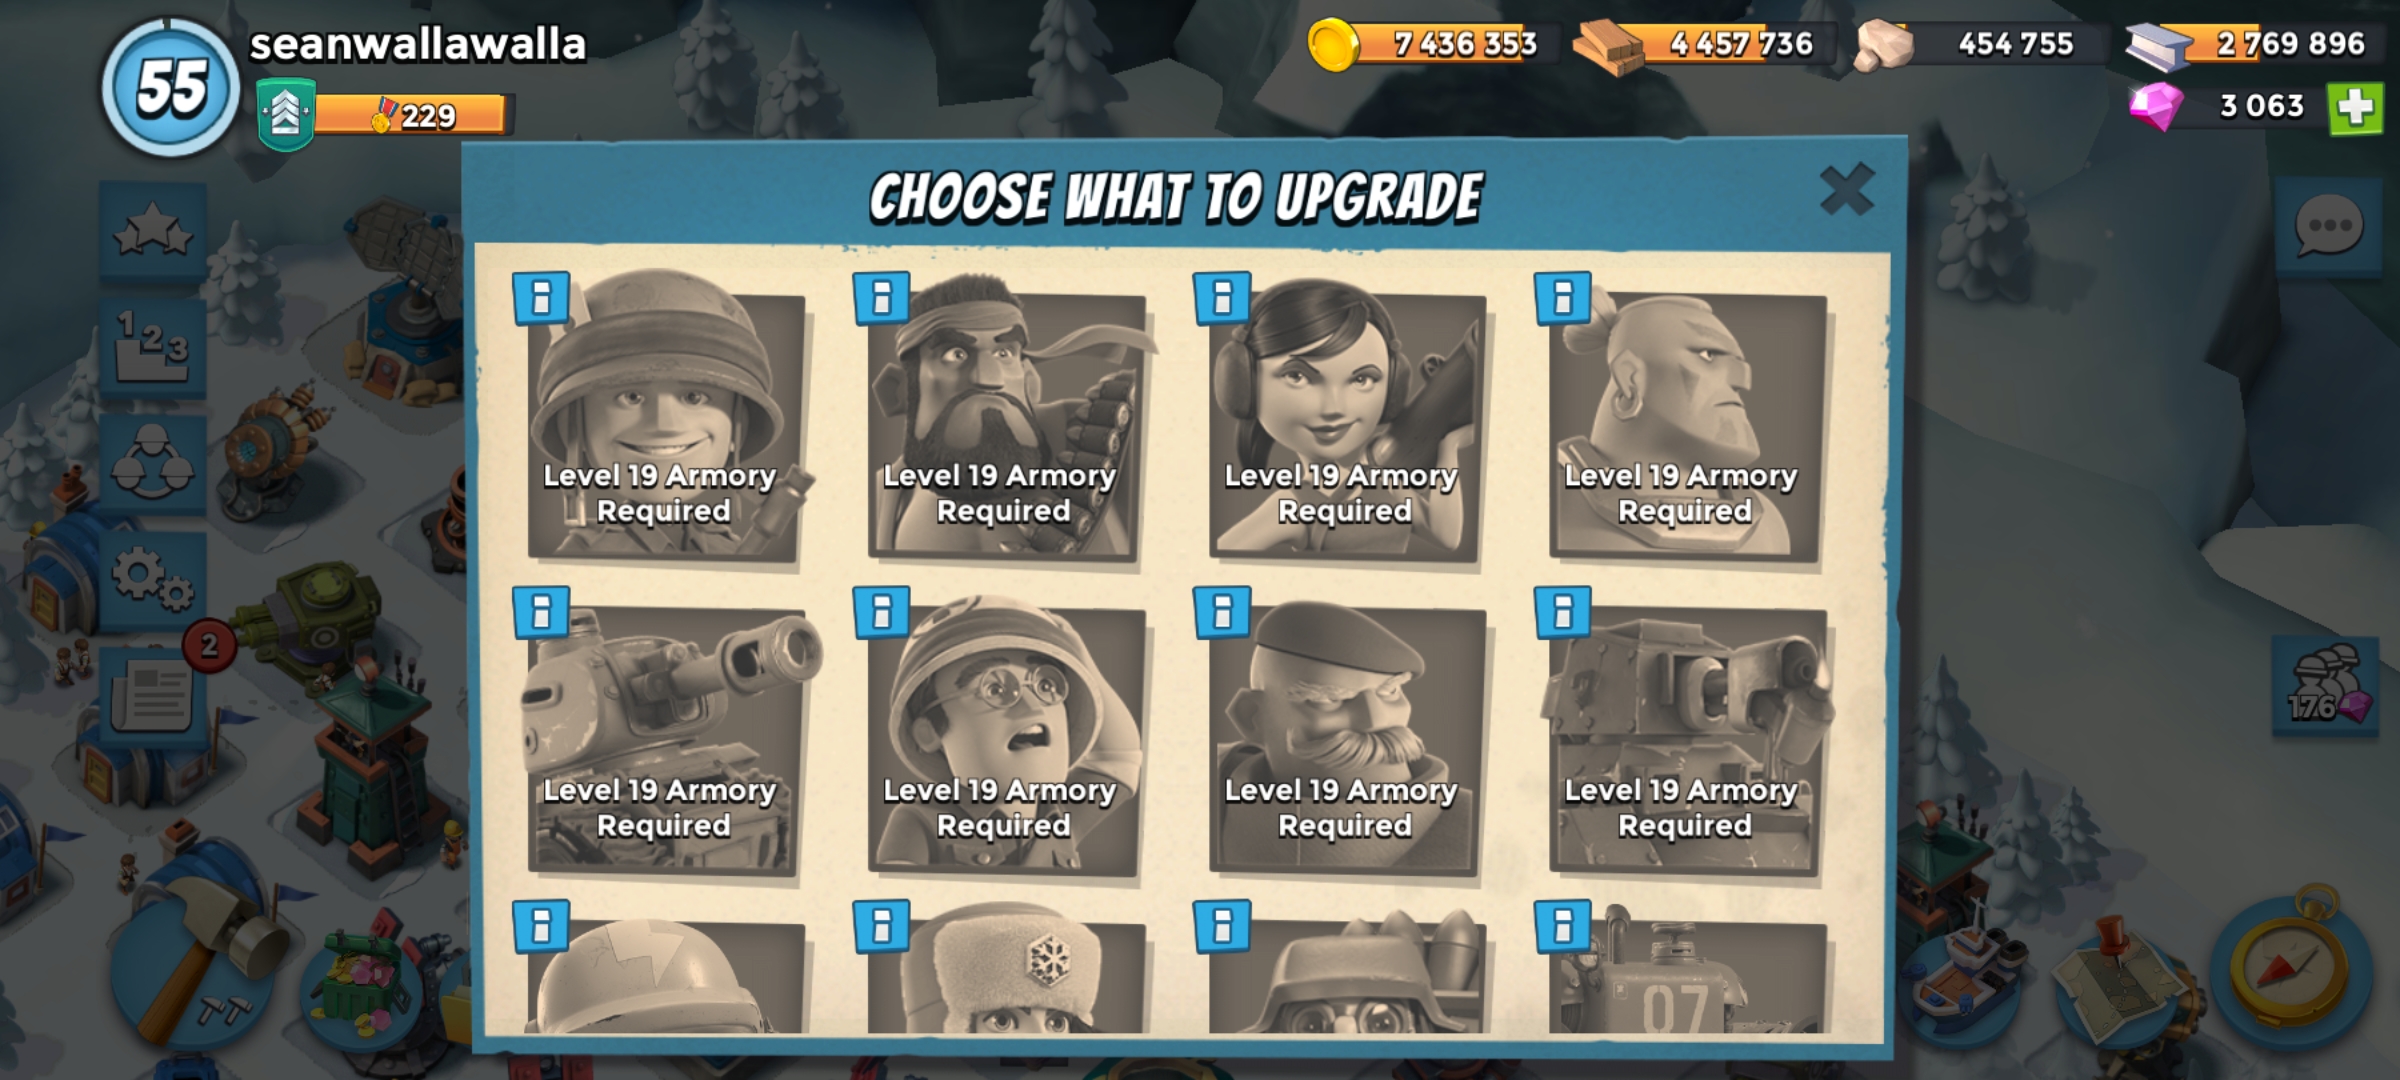 55
seanwallawalla
229
7 436 353
4 457 736
454 755
2 769 896
3 063
CHOOSE WHAT TO UPGRADE
1 2 3
2
176
Level 19 Armory
Required
Level 19 Armory
Required
Level 19 Armory
Required
Level 19 Armory
Required
Level 19 Armory
Required
Level 19 Armory
Required
Level 19 Armory
Required
Level 19 Armory
Required
07